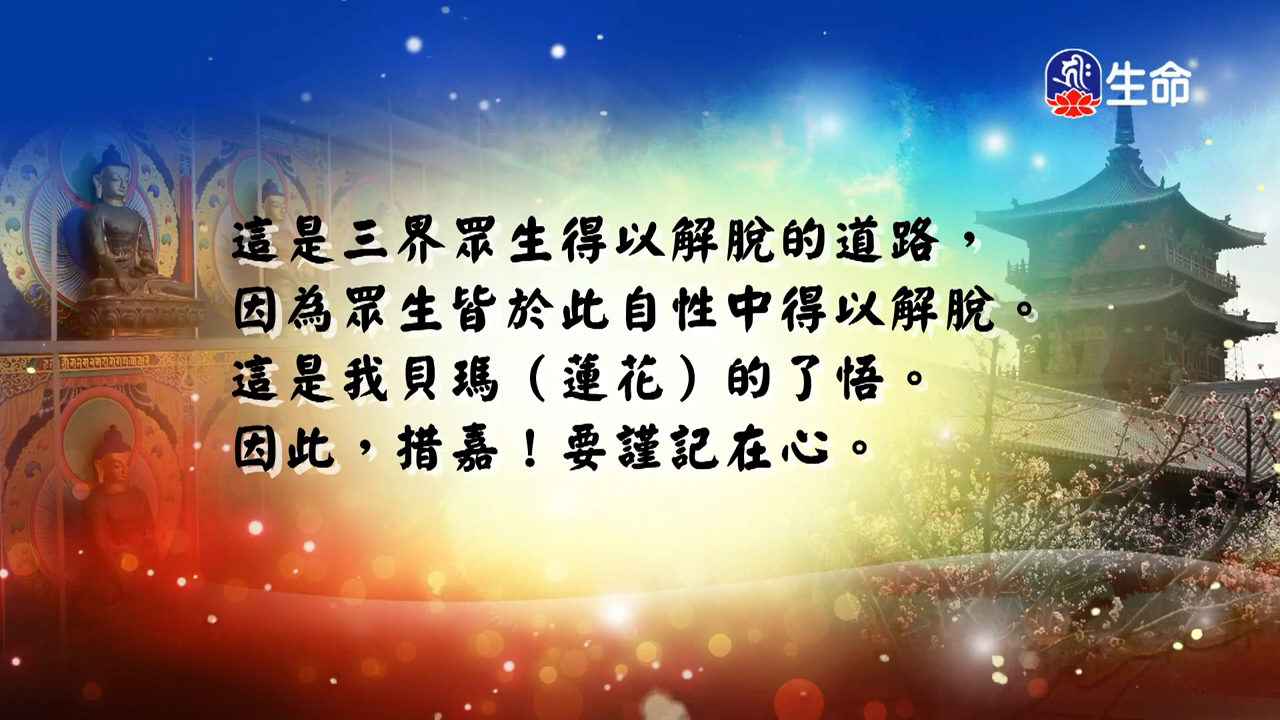 生命
這是三界眾生得以解脫的道路，
因為眾生皆於此自性中得以解脫。
這是我貝瑪（蓮花）的了悟。
因此，措嘉！要謹記在心。